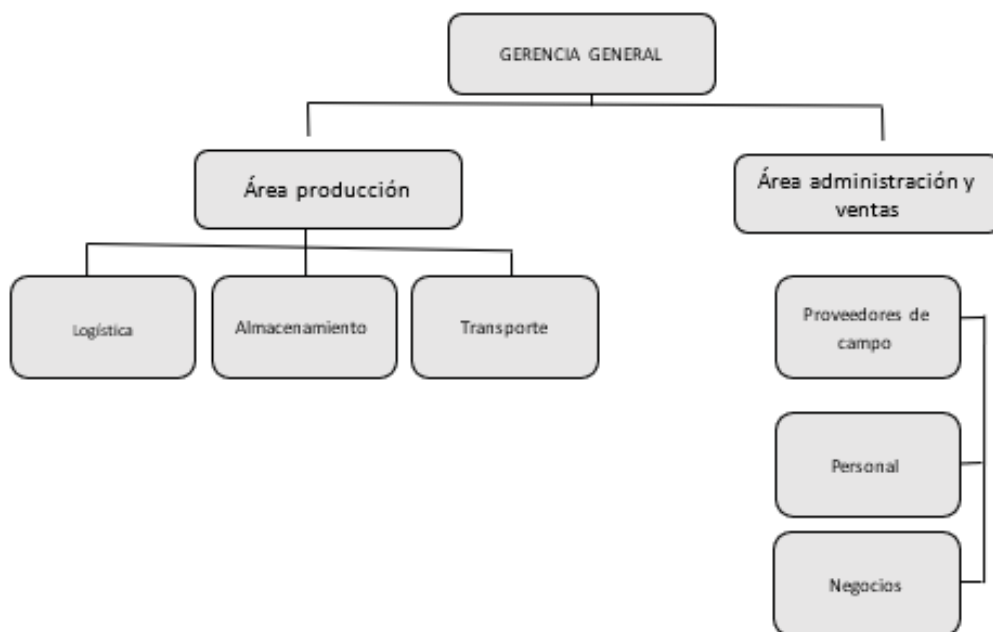 GERENCIA GENERAL
Área producción
Área administración y
ventas
Logística
Almacenamiento
Transporte
Proveedores de
campo
Personal
Negocios